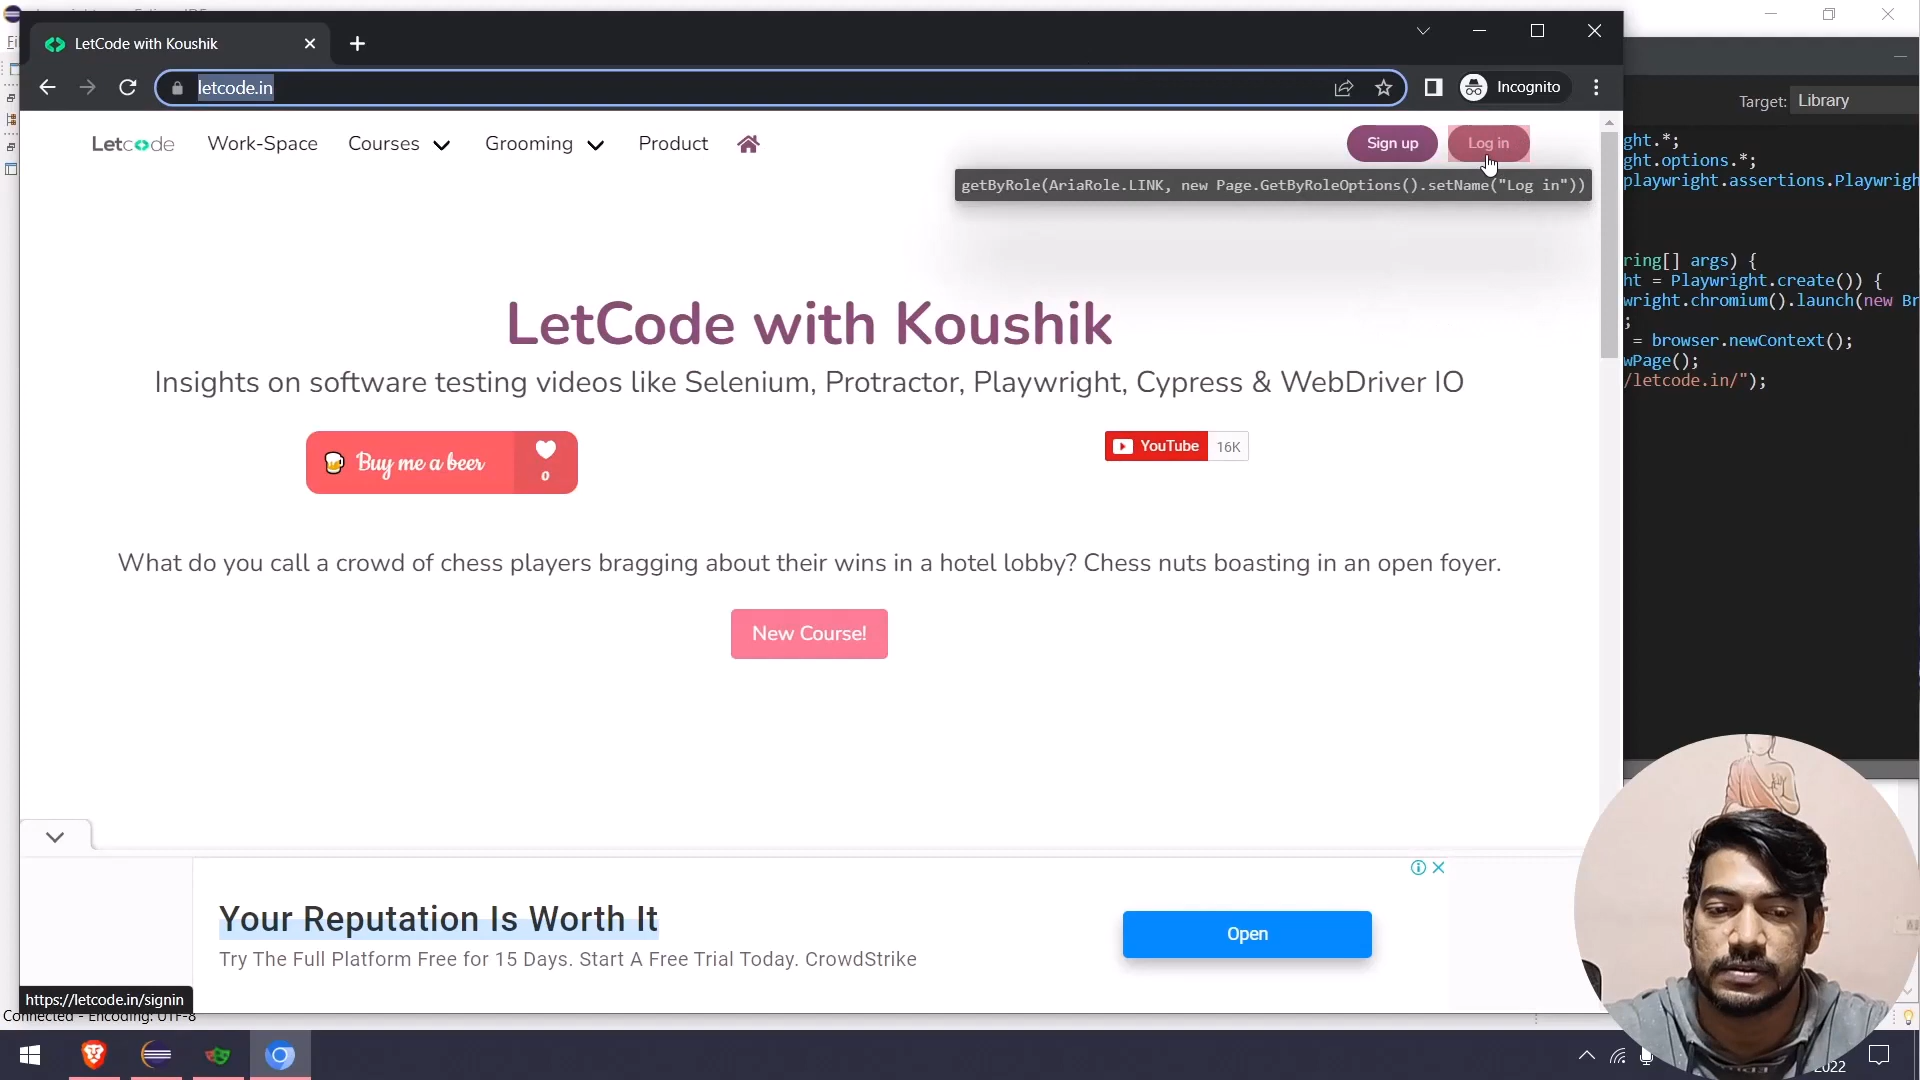 LetCode with Koushik
letcode.in
Incognito
Target: Library
Letcode Work-Space Courses Grooming Product Sign up Log in
getByRole(AriaRole.LINK, new Page.GetByRoleOptions().setName("Log in"))
ght.*;
ght.options.*;
playwright.assertions.Playwrigh
ring[] args) {
ht = Playwright.create()) {
wright.chromium().launch(new Br
;
= browser.newContext();
wPage();
/letcode.in/");
LetCode with Koushik
Insights on software testing videos like Selenium, Protractor, Playwright, Cypress & WebDriver IO
Buy me a beer
0
YouTube 16K
What do you call a crowd of chess players bragging about their wins in a hotel lobby? Chess nuts boasting in an open foyer.
New Course!
Your Reputation Is Worth It
Try The Full Platform Free for 15 Days. Start A Free Trial Today. CrowdStrike
Open
https://letcode.in/signin
Connected - Encoding: UTF-8
2022